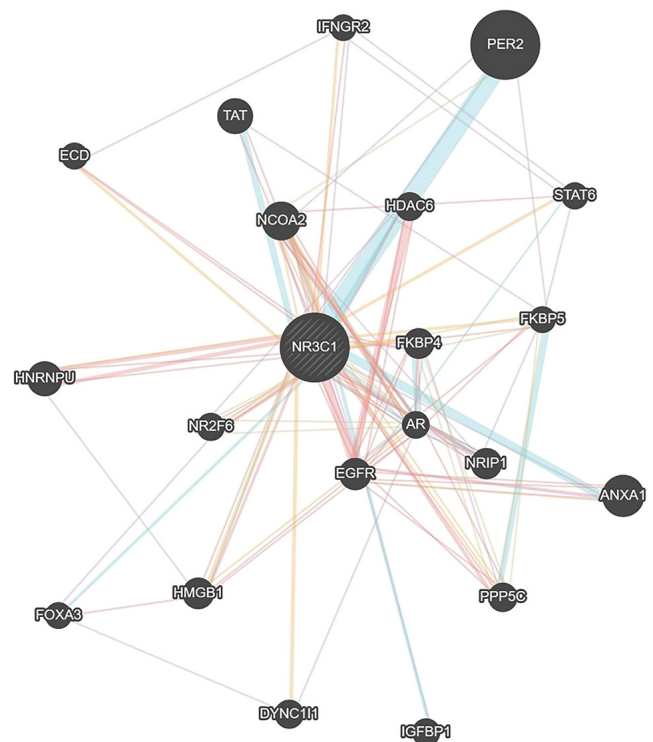 IFNGR2
PER2
TAT
ECD
STAT6
HDAC6
NCOA2
FKBP5
NR3C1
FKBP4
HNRNPU
AR
NR2F6
NRIP1
EGFR
ANXA1
HMGB1
PPP5C
FOXA3
DYNC1I1
IGFBP1